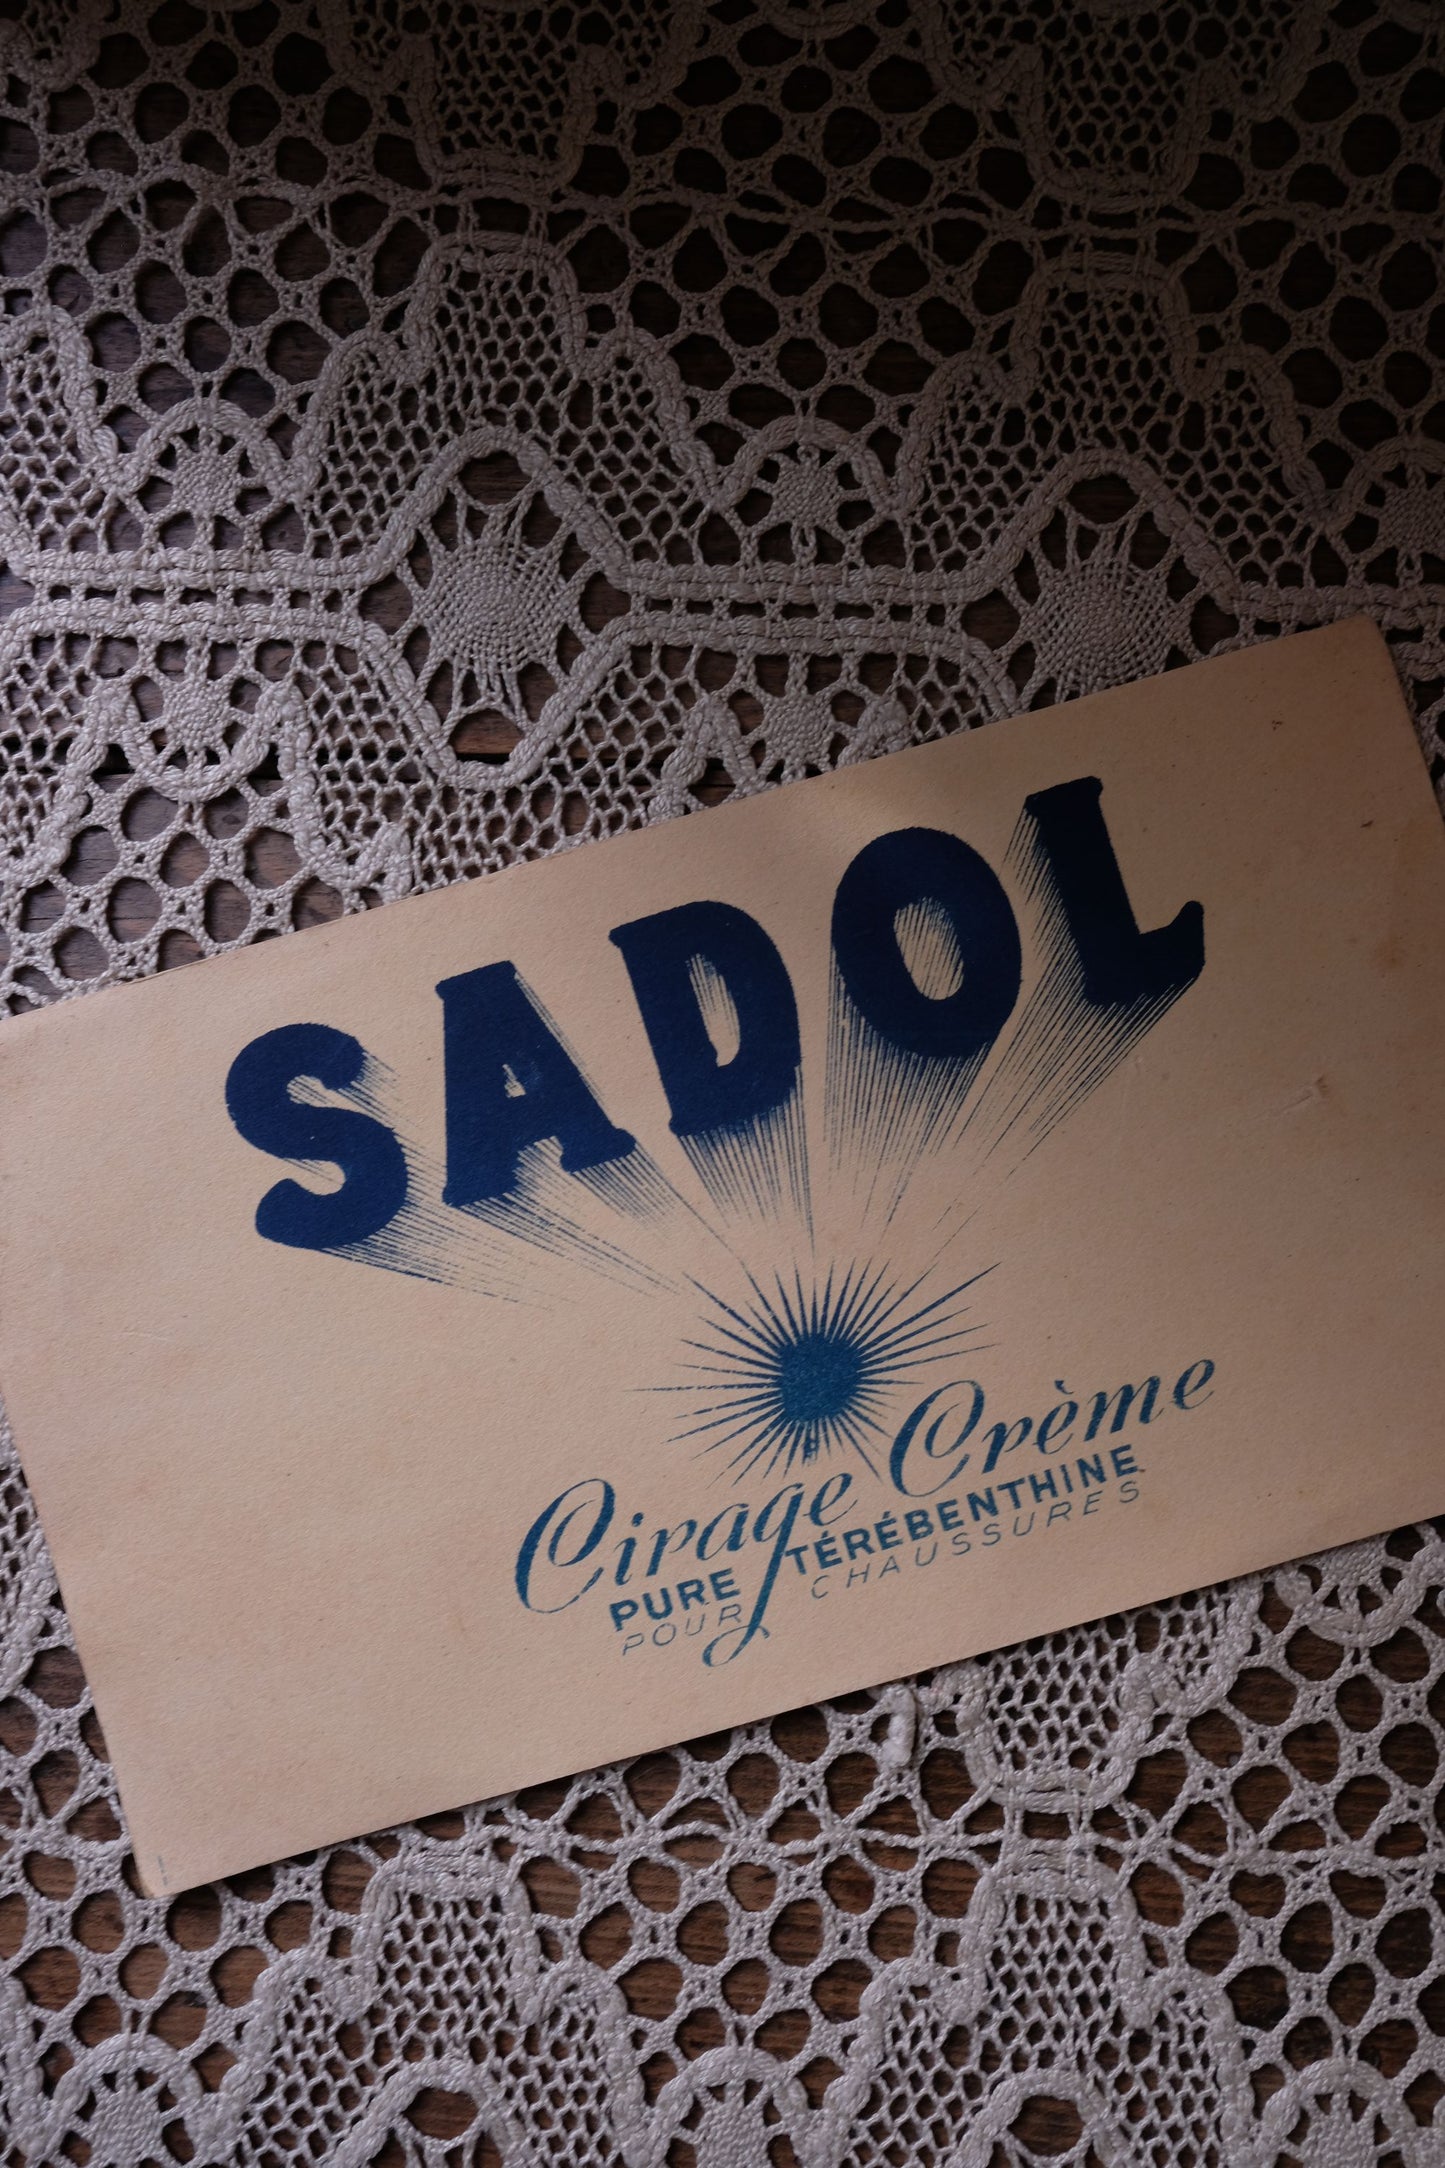 SADOL
Cirage Crème
PURE TÉRÉBENTHINE
POUR CHAUSSURES